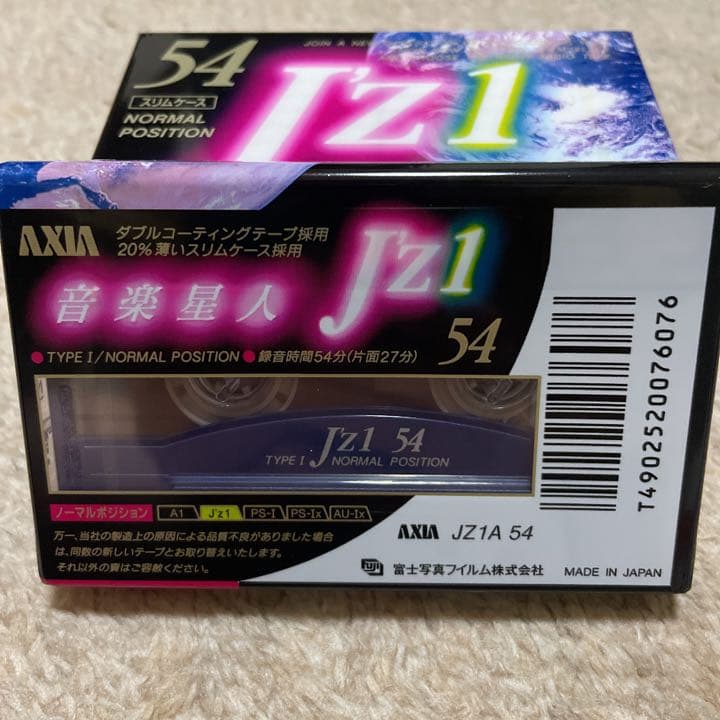 54
JOIN A NEW
J'z1
スリムケース
NORMAL
POSITION
AXIA
ダブルコーティングテープ採用
20%薄いスリムケース採用
音楽星人
J'z1
54
TYPE I/NORMAL POSITION 録音時間54分(片面27分)
J'z1 54
TYPE I NORMAL POSITION
ノーマルポジション A1 J'z1 PS-I PS-Ix AU-Ix
万一、当社の製造上の原因による品質不良がありました場合
は、同数の新しいテープとお取り替えいたします。
それ以外の責はご容赦ください。
AXIA JZ1A 54
FUJI 富士写真フイルム株式会社
MADE IN JAPAN
T4902520076076